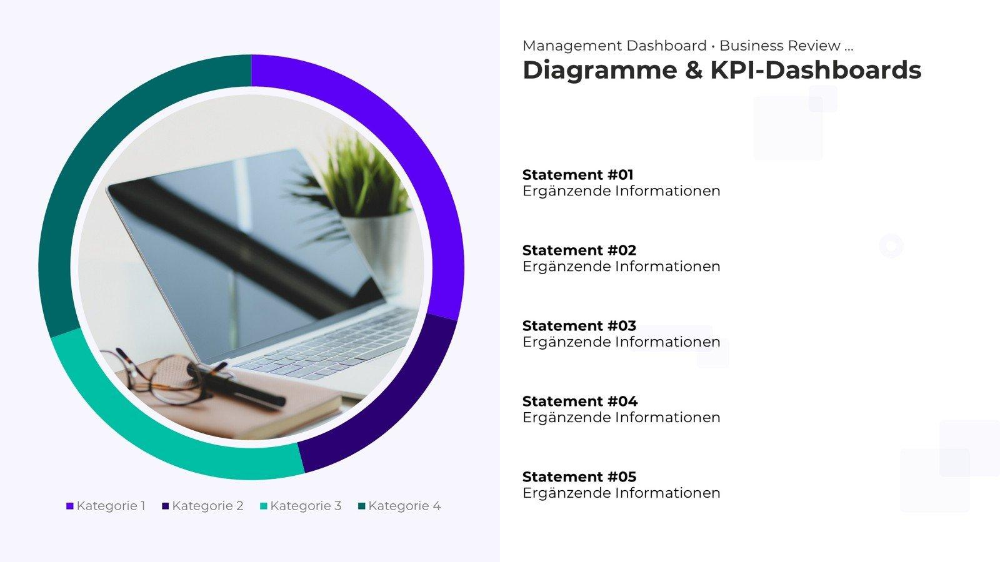 Management Dashboard • Business Review ...
Diagramme & KPI-Dashboards
Statement #01
Ergänzende Informationen
Statement #02
Ergänzende Informationen
Statement #03
Ergänzende Informationen
Statement #04
Ergänzende Informationen
Statement #05
Ergänzende Informationen
Kategorie 1 Kategorie 2 Kategorie 3 Kategorie 4